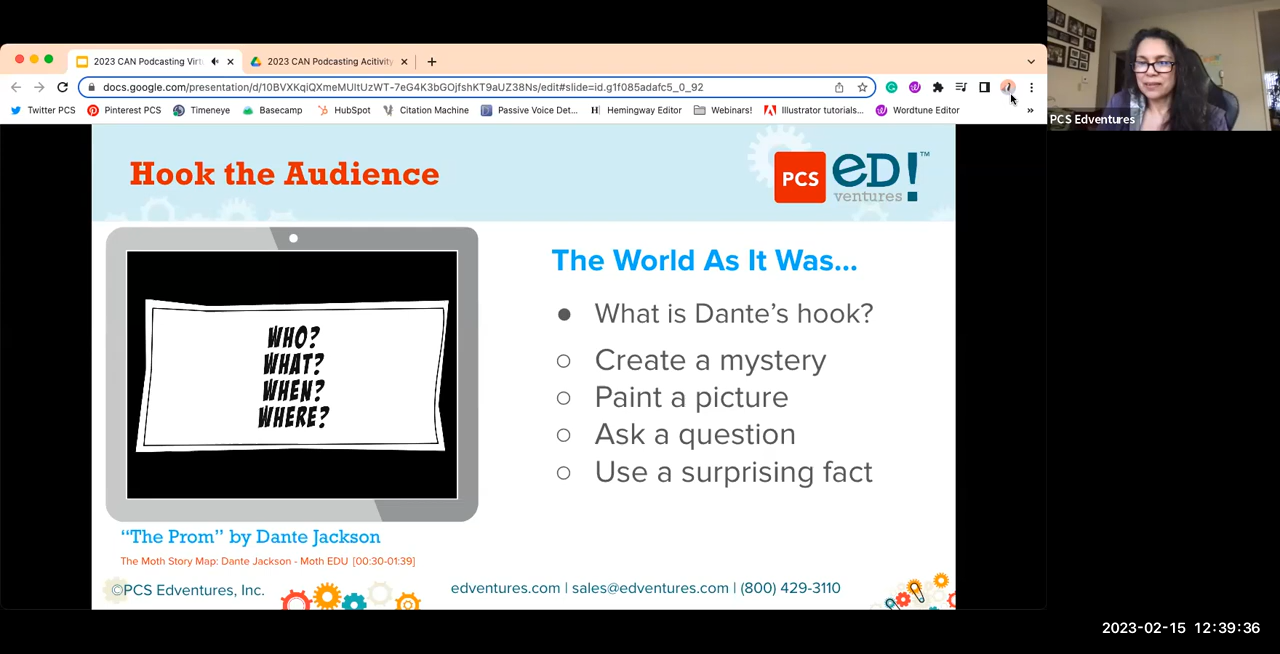 2023 CAN Podcasting Virtu
2023 CAN Podcasting Acitivity
docs.google.com/presentation/d/10BVXKqiQXmeMUItUzWT-7eG4K3bGOjfshKT9aUZ38Ns/edit#slide=id.g1f085adafc5_0_92
Twitter PCS
Pinterest PCS
Timeneye
Basecamp
HubSpot
Citation Machine
Passive Voice Det...
Hemingway Editor
Webinars!
Illustrator tutorials...
Wordtune Editor
»
PCS Edventures
Hook the Audience
PCS
ED!™
ventures
WHO?
WHAT?
WHEN?
WHERE?
The World As It Was...
● What is Dante’s hook?
○ Create a mystery
○ Paint a picture
○ Ask a question
○ Use a surprising fact
“The Prom” by Dante Jackson
The Moth Story Map: Dante Jackson - Moth EDU [00:30-01:39]
©PCS Edventures, Inc.
edventures.com | sales@edventures.com | (800) 429-3110
2023-02-15 12:39:36